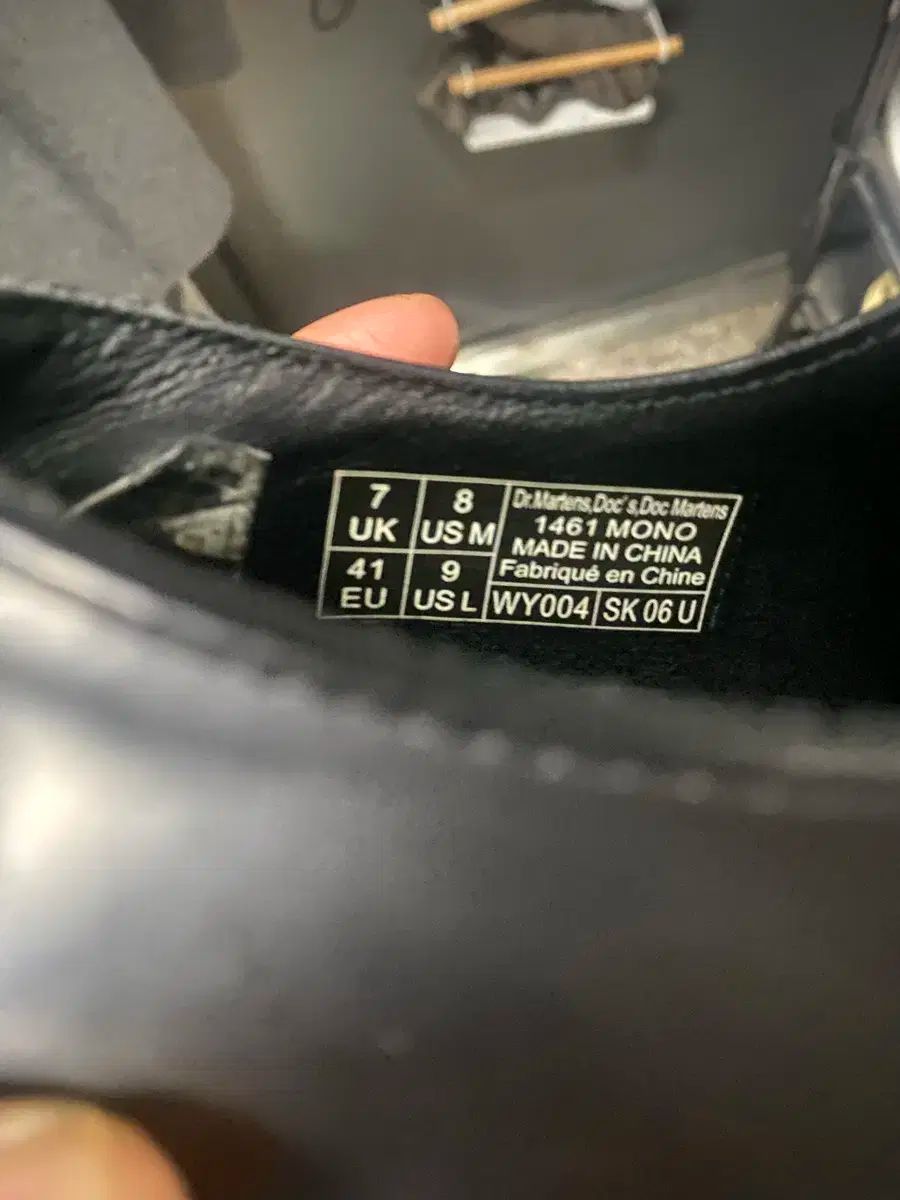 7
UK
8
US M
41
EU
9
US L
Dr.Martens,Doc's,Doc Martens
1461 MONO
MADE IN CHINA
Fabriqué en Chine
WY004
SK 06 U